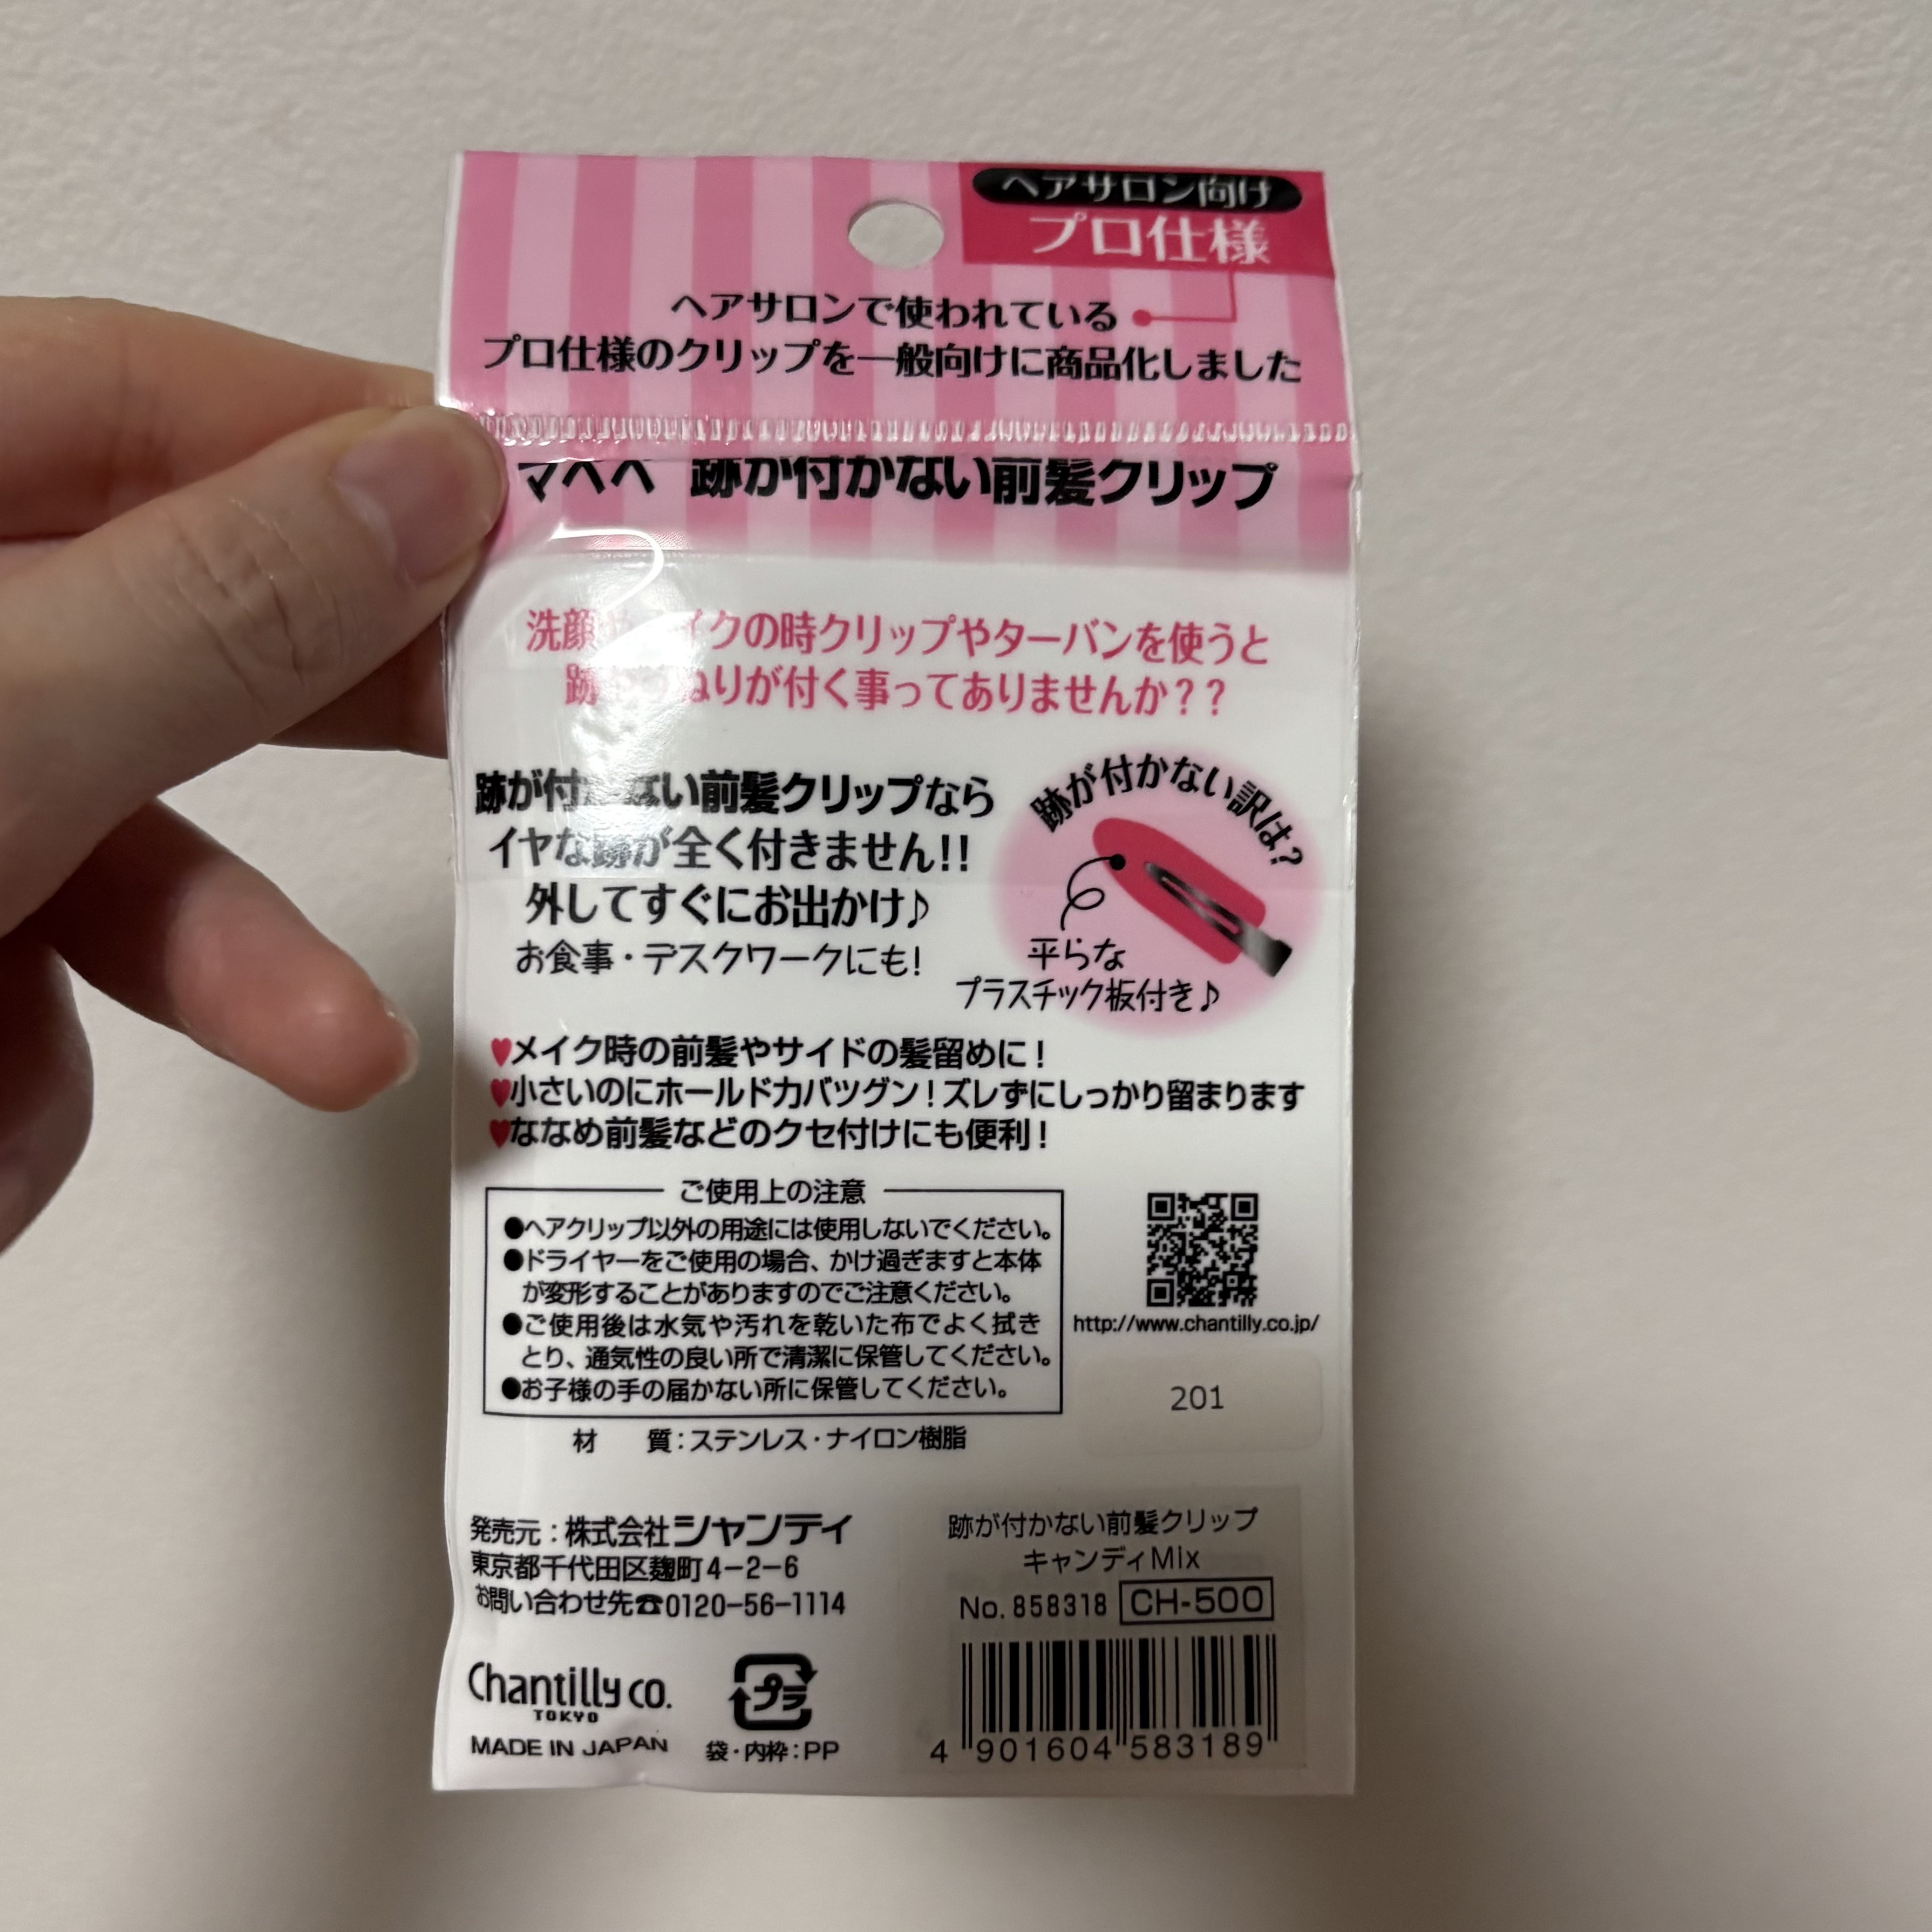 ヘアサロン向け
プロ仕様
ヘアサロンで使われている
プロ仕様のクリップを一般向けに商品化しました
マペペ 跡が付かない前髪クリップ
洗顔 イクの時クリップやターバンを使うと
跡 ねりが付く事ってありませんか？？
跡が付かない前髪クリップなら
イヤな跡が全く付きません!!
外してすぐにお出かけ♪
お食事・デスクワークにも!
跡が付かない訳は?
平らな
プラスチック板付き♪
♥メイク時の前髪やサイドの髪留めに！
♥小さいのにホールド力バツグン！ズレずにしっかり留まります
♥ななめ前髪などのクセ付けにも便利！
ご使用上の注意
●ヘアクリップ以外の用途には使用しないでください。
●ドライヤーをご使用の場合、かけ過ぎますと本体
が変形することがありますのでご注意ください。
●ご使用後は水気や汚れを乾いた布でよく拭き
とり、通気性の良い所で清潔に保管してください。
●お子様の手の届かない所に保管してください。
http://www.chantilly.co.jp/
201
材 質：ステンレス・ナイロン樹脂
発売元：株式会社シャンティ
東京都千代田区麹町4−2−6
お問い合わせ先☎0120−56−1114
Chantilly co.
TOKYO
MADE IN JAPAN
プラ
袋・内枠：PP
跡が付かない前髪クリップ
キャンディMix
No. 858318 CH-500
4 901604 583189